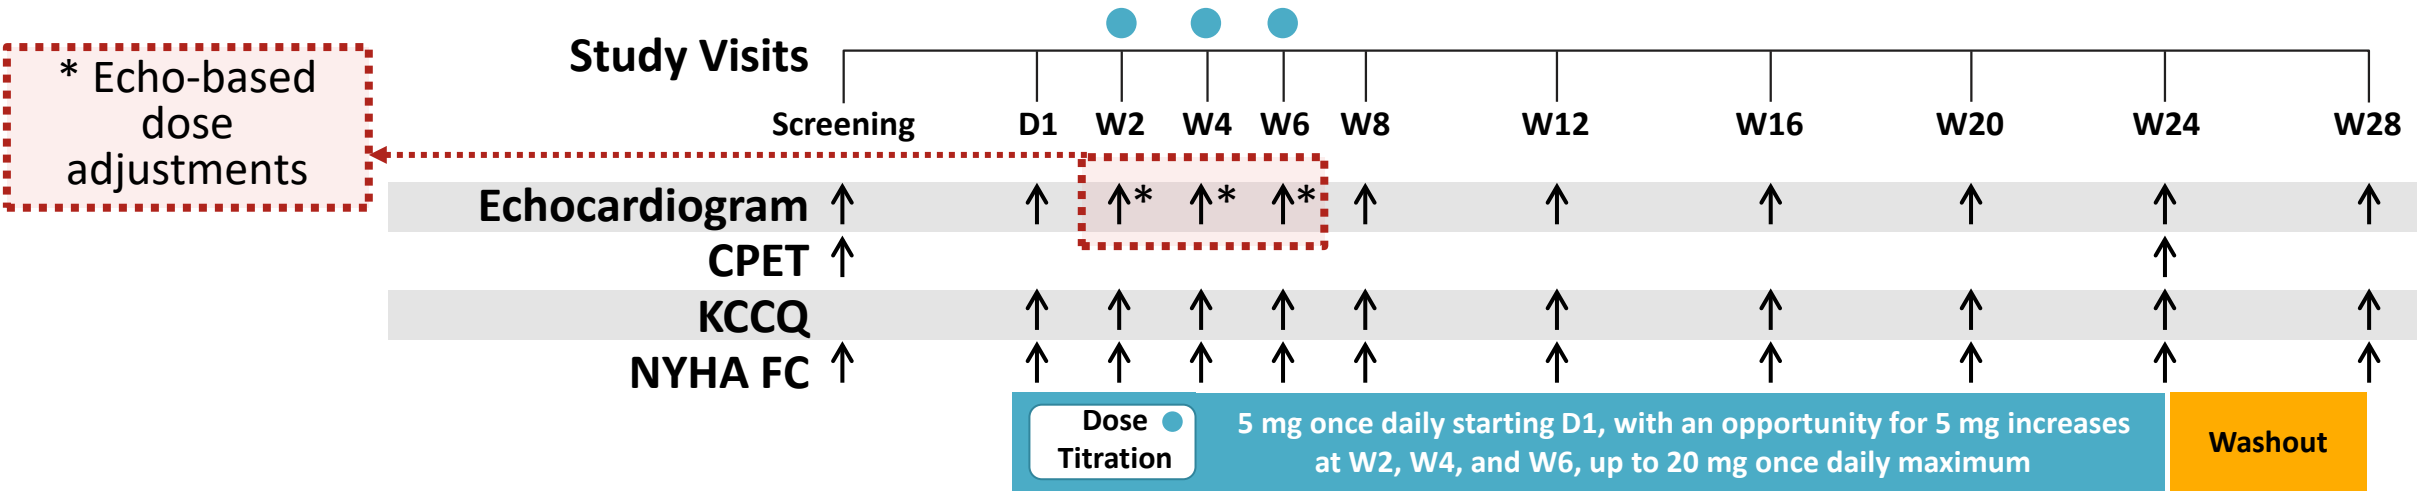 * Echo-based
dose
adjustments
Study Visits
Screening D1 W2 W4 W6 W8 W12 W16 W20 W24 W28
Echocardiogram * * *
CPET
KCCQ
NYHA FC
Dose
Titration
5 mg once daily starting D1, with an opportunity for 5 mg increases
at W2, W4, and W6, up to 20 mg once daily maximum
Washout